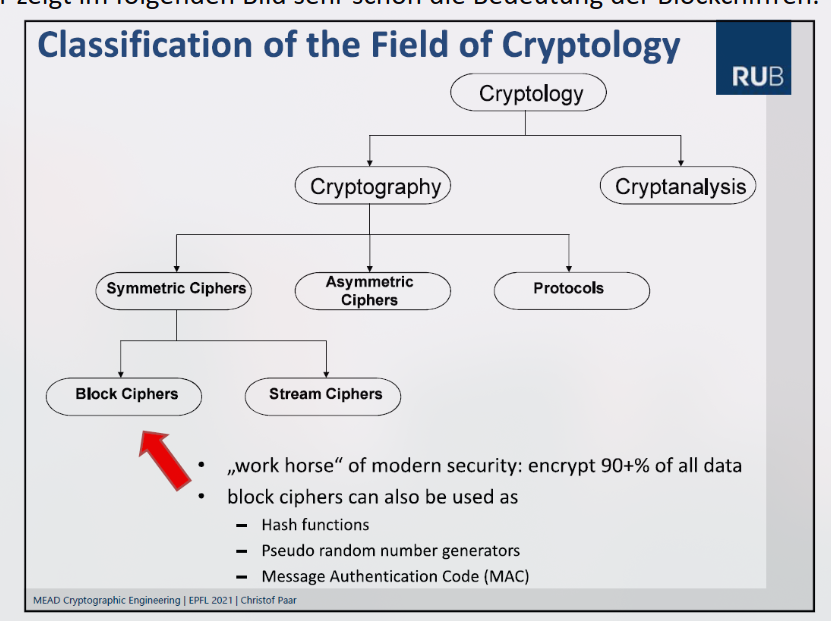 zeigt im folgenden Bild sehr schön die Bedeutung der Blockchiffren.
Classification of the Field of Cryptology
RUB
Cryptology
Cryptography
Cryptanalysis
Symmetric Ciphers
Asymmetric
Ciphers
Protocols
Block Ciphers
Stream Ciphers
• „work horse“ of modern security: encrypt 90+% of all data
• block ciphers can also be used as
– Hash functions
– Pseudo random number generators
– Message Authentication Code (MAC)
MEAD Cryptographic Engineering | EPFL 2021 | Christof Paar